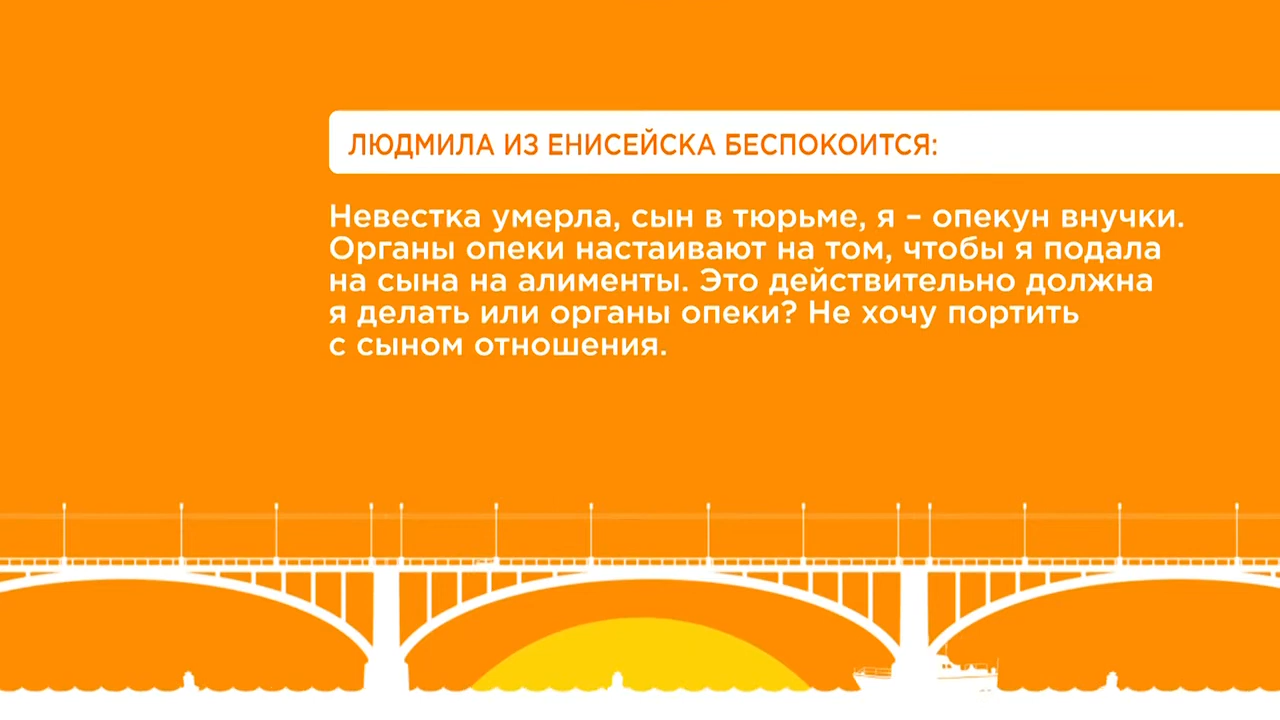 ЛЮДМИЛА ИЗ ЕНИСЕЙСКА БЕСПОКОИТСЯ:
Невестка умерла, сын в тюрьме, я – опекун внучки.
Органы опеки настаивают на том, чтобы я подала
на сына на алименты. Это действительно должна
я делать или органы опеки? Не хочу портить
с сыном отношения.